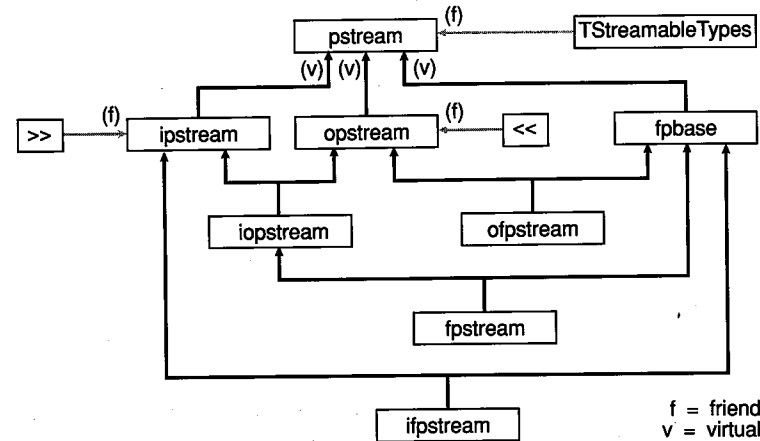 (f)
pstream
TStreamableTypes
(v) (v) (v)
(f) (f)
>> ipstream opstream << fpbase
iopstream ofpstream
fpstream
ifpstream
f = friend
v = virtual